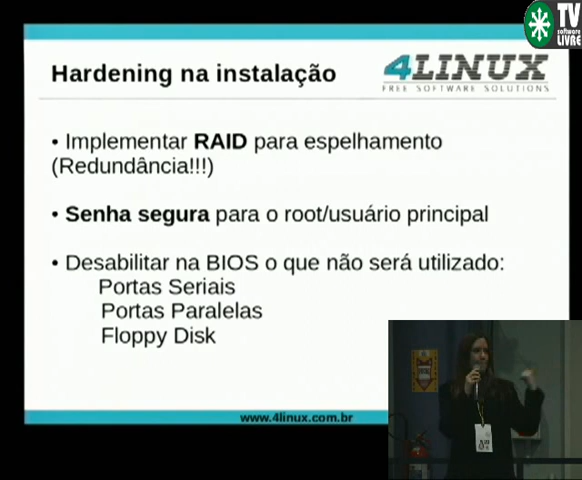 TV
software
LIVRE
Hardening na instalação
4LINUX
FREE SOFTWARE SOLUTIONS
• Implementar RAID para espelhamento
(Redundância!!!)
• Senha segura para o root/usuário principal
• Desabilitar na BIOS o que não será utilizado:
Portas Seriais
Portas Paralelas
Floppy Disk
www.4linux.com.br